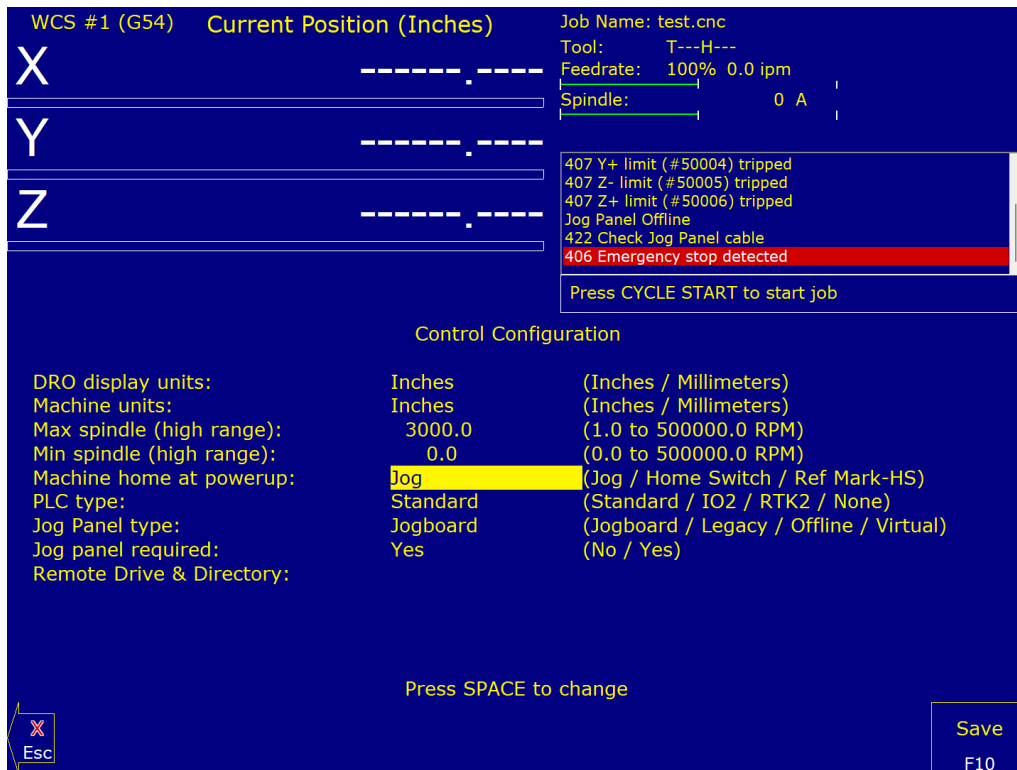 WCS #1 (G54) Current Position (Inches)
X ------.----
Y ------.----
Z ------.----
Job Name: test.cnc
Tool: T---H---
Feedrate: 100% 0.0 ipm
Spindle: 0 A
407 Y+ limit (#50004) tripped
407 Z- limit (#50005) tripped
407 Z+ limit (#50006) tripped
Jog Panel Offline
422 Check Jog Panel cable
406 Emergency stop detected
Press CYCLE START to start job
Control Configuration
DRO display units: Inches (Inches / Millimeters)
Machine units: Inches (Inches / Millimeters)
Max spindle (high range): 3000.0 (1.0 to 500000.0 RPM)
Min spindle (high range): 0.0 (0.0 to 500000.0 RPM)
Machine home at powerup: Jog (Jog / Home Switch / Ref Mark-HS)
PLC type: Standard (Standard / IO2 / RTK2 / None)
Jog Panel type: Jogboard (Jogboard / Legacy / Offline / Virtual)
Jog panel required: Yes (No / Yes)
Remote Drive & Directory:
Press SPACE to change
X
Esc
Save
F10